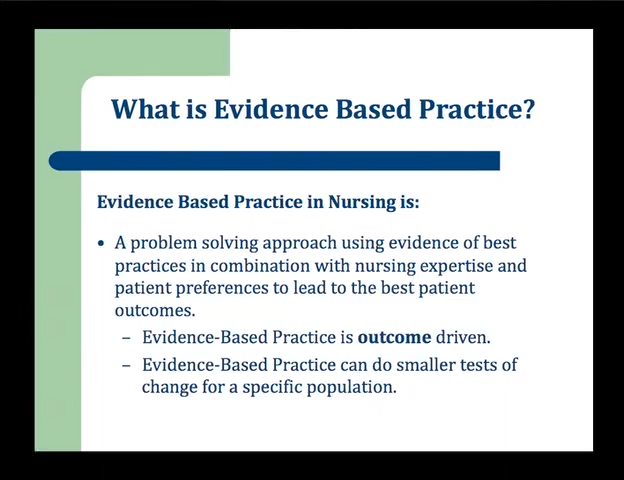 What is Evidence Based Practice?
Evidence Based Practice in Nursing is:
• A problem solving approach using evidence of best
practices in combination with nursing expertise and
patient preferences to lead to the best patient
outcomes.
– Evidence-Based Practice is outcome driven.
– Evidence-Based Practice can do smaller tests of
change for a specific population.